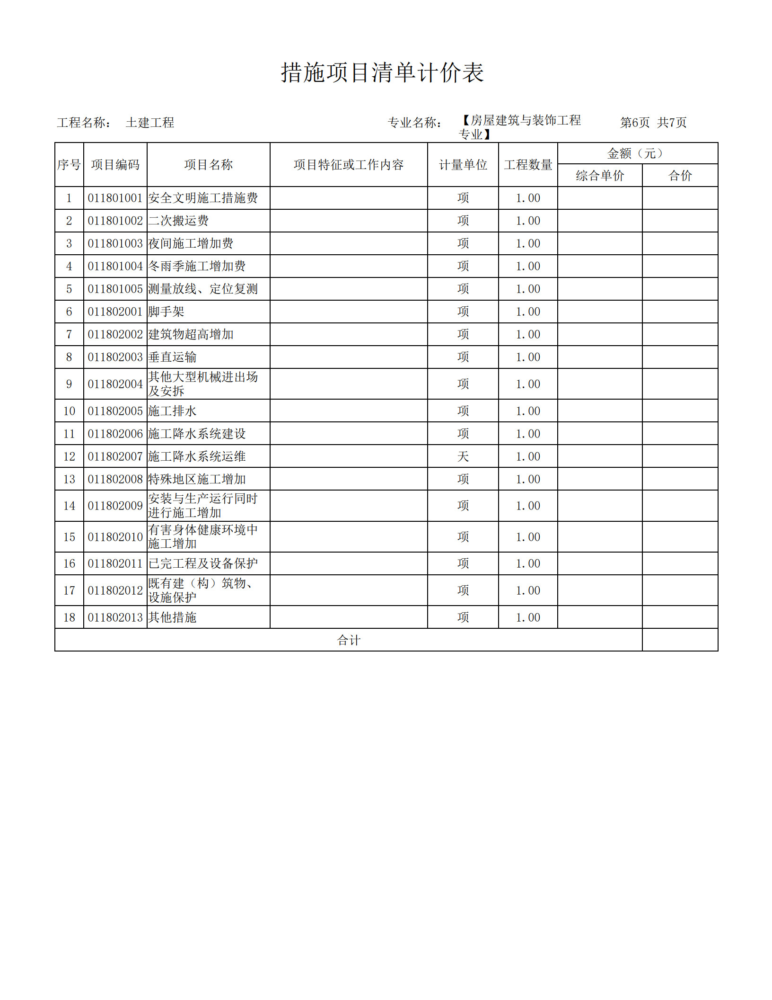 措施项目清单计价表
工程名称： 土建工程 专业名称： 【房屋建筑与装饰工程 第6页 共7页
专业】
序号 项目编码 项目名称 项目特征或工作内容 计量单位 工程数量 金额（元）
综合单价 合价
1 011801001 安全文明施工措施费 项 1.00
2 011801002 二次搬运费 项 1.00
3 011801003 夜间施工增加费 项 1.00
4 011801004 冬雨季施工增加费 项 1.00
5 011801005 测量放线、定位复测 项 1.00
6 011802001 脚手架 项 1.00
7 011802002 建筑物超高增加 项 1.00
8 011802003 垂直运输 项 1.00
9 011802004 其他大型机械进出场 项 1.00
及安拆
10 011802005 施工排水 项 1.00
11 011802006 施工降水系统建设 项 1.00
12 011802007 施工降水系统运维 天 1.00
13 011802008 特殊地区施工增加 项 1.00
14 011802009 安装与生产运行同时 项 1.00
进行施工增加
15 011802010 有害身体健康环境中 项 1.00
施工增加
16 011802011 已完工程及设备保护 项 1.00
17 011802012 既有建（构）筑物、 项 1.00
设施保护
18 011802013 其他措施 项 1.00
合计